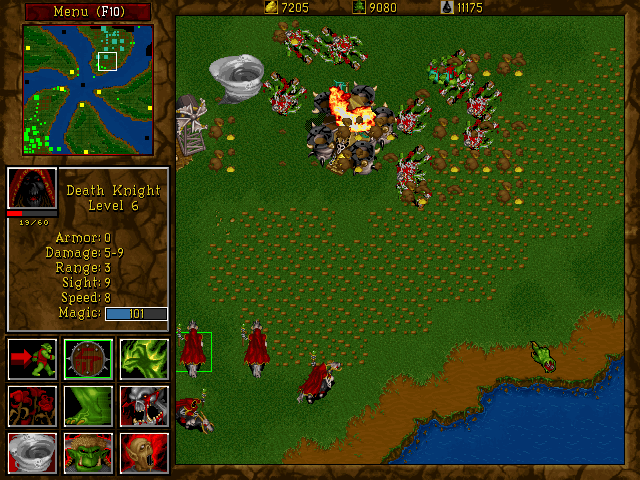 Menu (F10)
7205
9080
11175
Death Knight
Level 6
19/60
Armor: 0
Damage: 5-9
Range: 3
Sight: 9
Speed: 8
Magic: 101